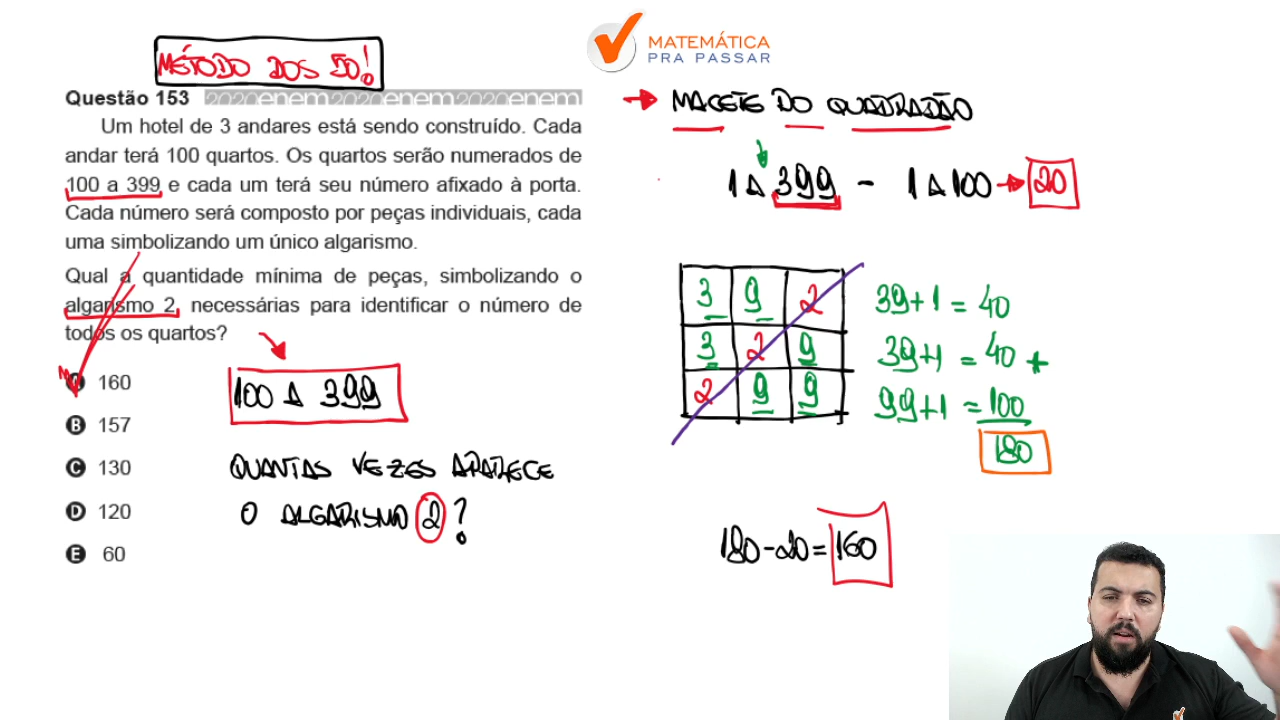 MÉTODO DOS 50!
Questão 153 2020enem2020enem2020enem
Um hotel de 3 andares está sendo construído. Cada
andar terá 100 quartos. Os quartos serão numerados de
100 a 399 e cada um terá seu número afixado à porta.
Cada número será composto por peças individuais, cada
uma simbolizando um único algarismo.
Qual a quantidade mínima de peças, simbolizando o
algarismo 2, necessárias para identificar o número de
todos os quartos?
160
B 157
C 130
D 120
E 60
100 A 399
QUANTAS VEZES APARECE
O ALGARISMO 2?
MATEMÁTICA
PRA PASSAR
MACETE DO QUADRADÃO
1 A 399 - 1 A 100 → 20
3 9 2 39+1 = 40
3 2 9 39+1 = 40 +
2 9 9 99+1 = 100
180
180-20=160